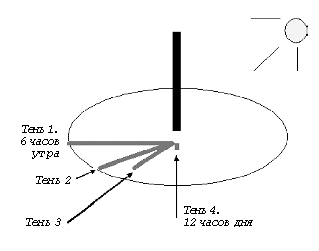 Тень 1.
6 часов
утра
Тень 2
Тень 3
Тень 4.
12 часов дня